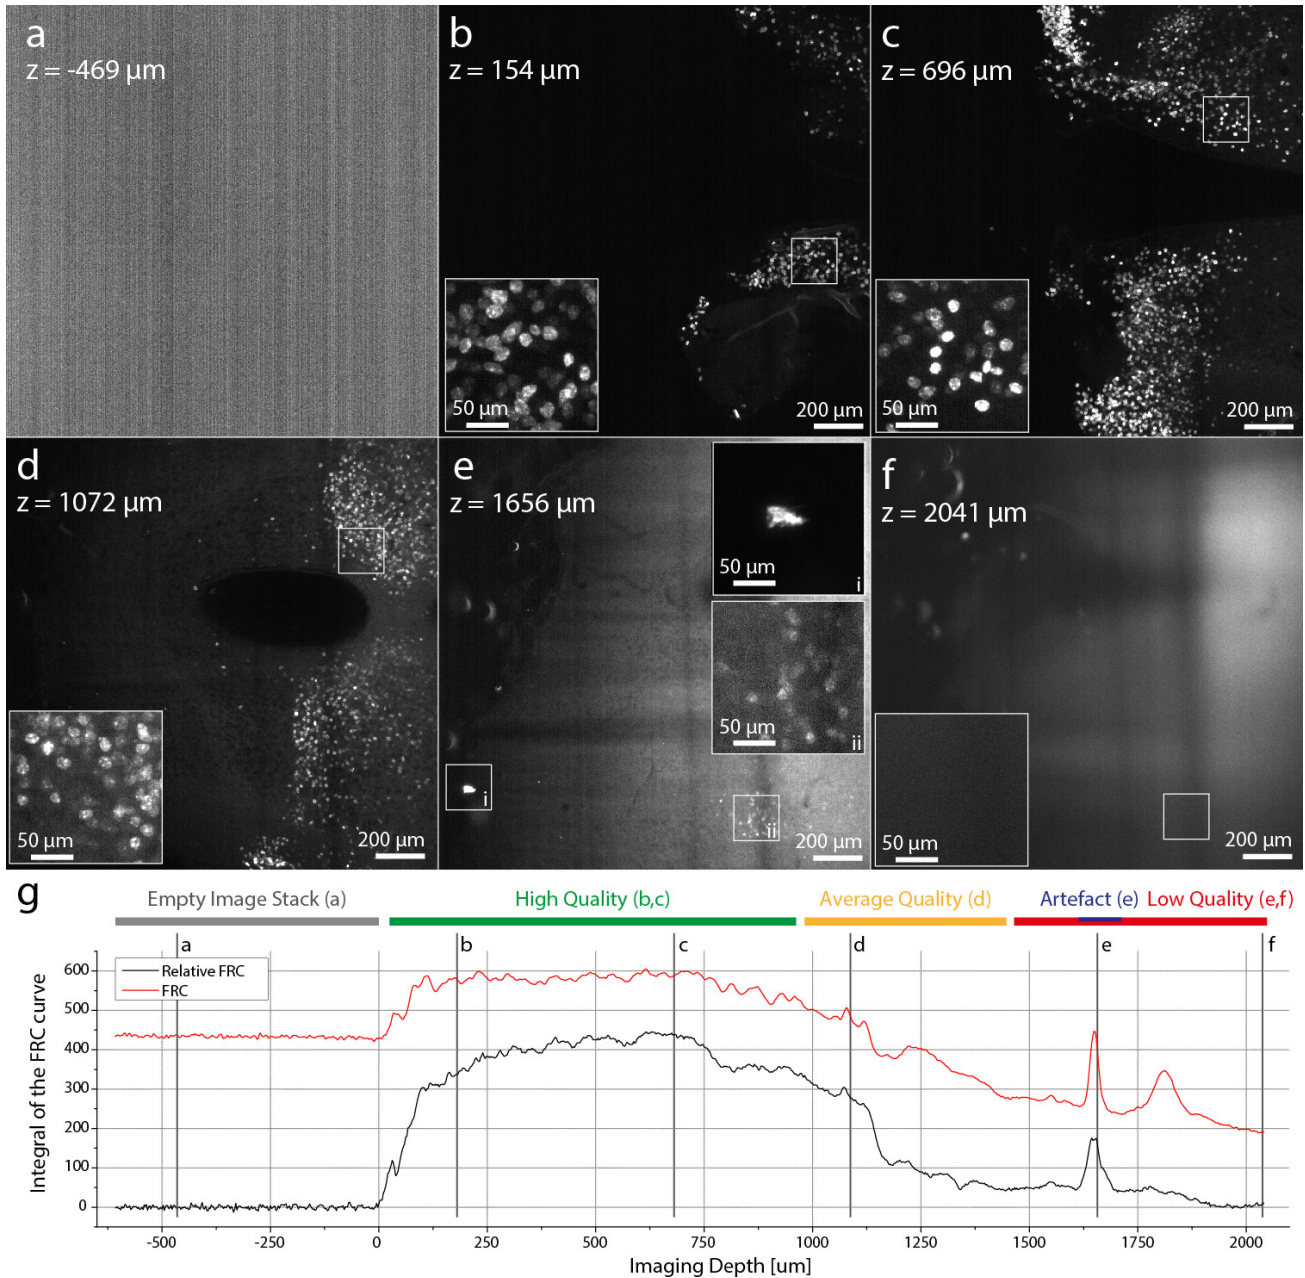 a
z = -469 µm
b
z = 154 µm
50 µm
200 µm
c
z = 696 µm
50 µm
200 µm
d
z = 1072 µm
50 µm
200 µm
e
z = 1656 µm
50 µm
i
50 µm
ii
i
ii
200 µm
f
z = 2041 µm
50 µm
200 µm
g
Empty Image Stack (a)
High Quality (b,c)
Average Quality (d)
Artefact (e)
Low Quality (e,f)
a
b
c
d
e
f
Relative FRC
FRC
Integral of the FRC curve
600
500
400
300
200
100
0
-500
-250
0
250
500
750
1000
1250
1500
1750
2000
Imaging Depth [um]